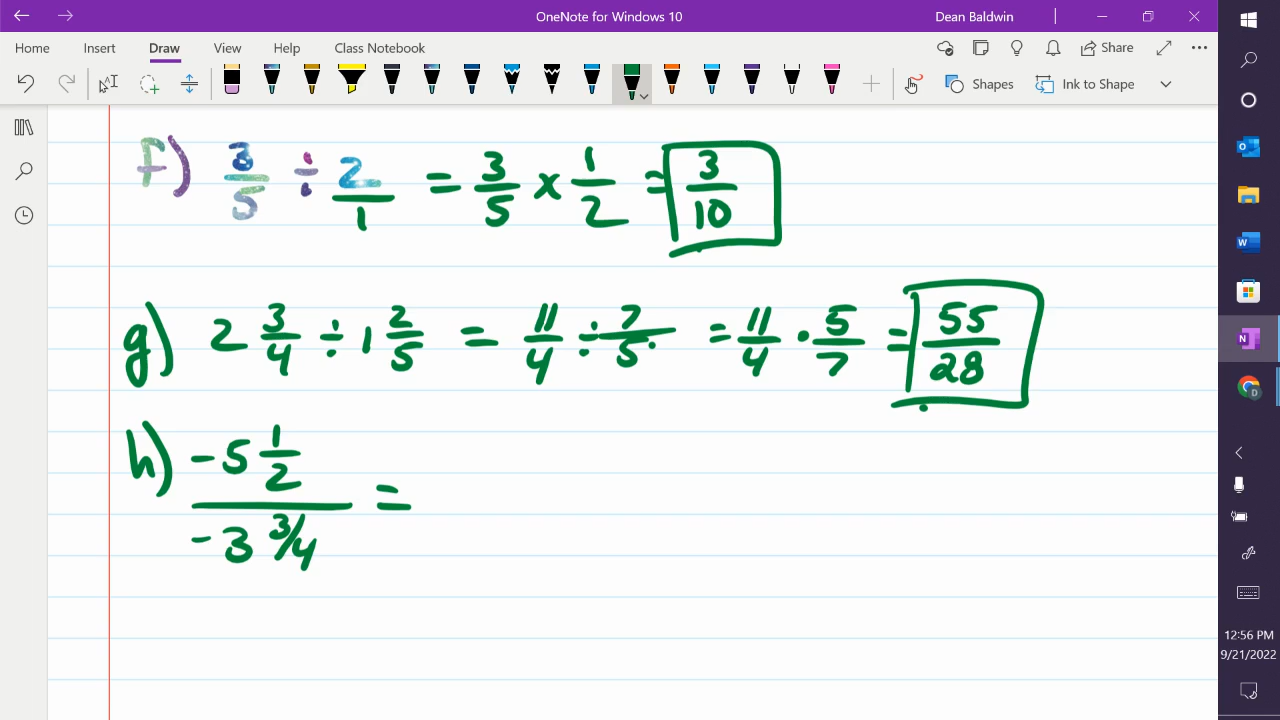 OneNote for Windows 10
Dean Baldwin
Home Insert Draw View Help Class Notebook
Share
Shapes
Ink to Shape
f) 3/5 ÷ 2/1 = 3/5 x 1/2 = 3/10
g) 2 3/4 ÷ 1 2/5 = 11/4 ÷ 7/5 = 11/4 · 5/7 = 55/28
h) -5 1/2
-3 3/4 =
12:56 PM
9/21/2022